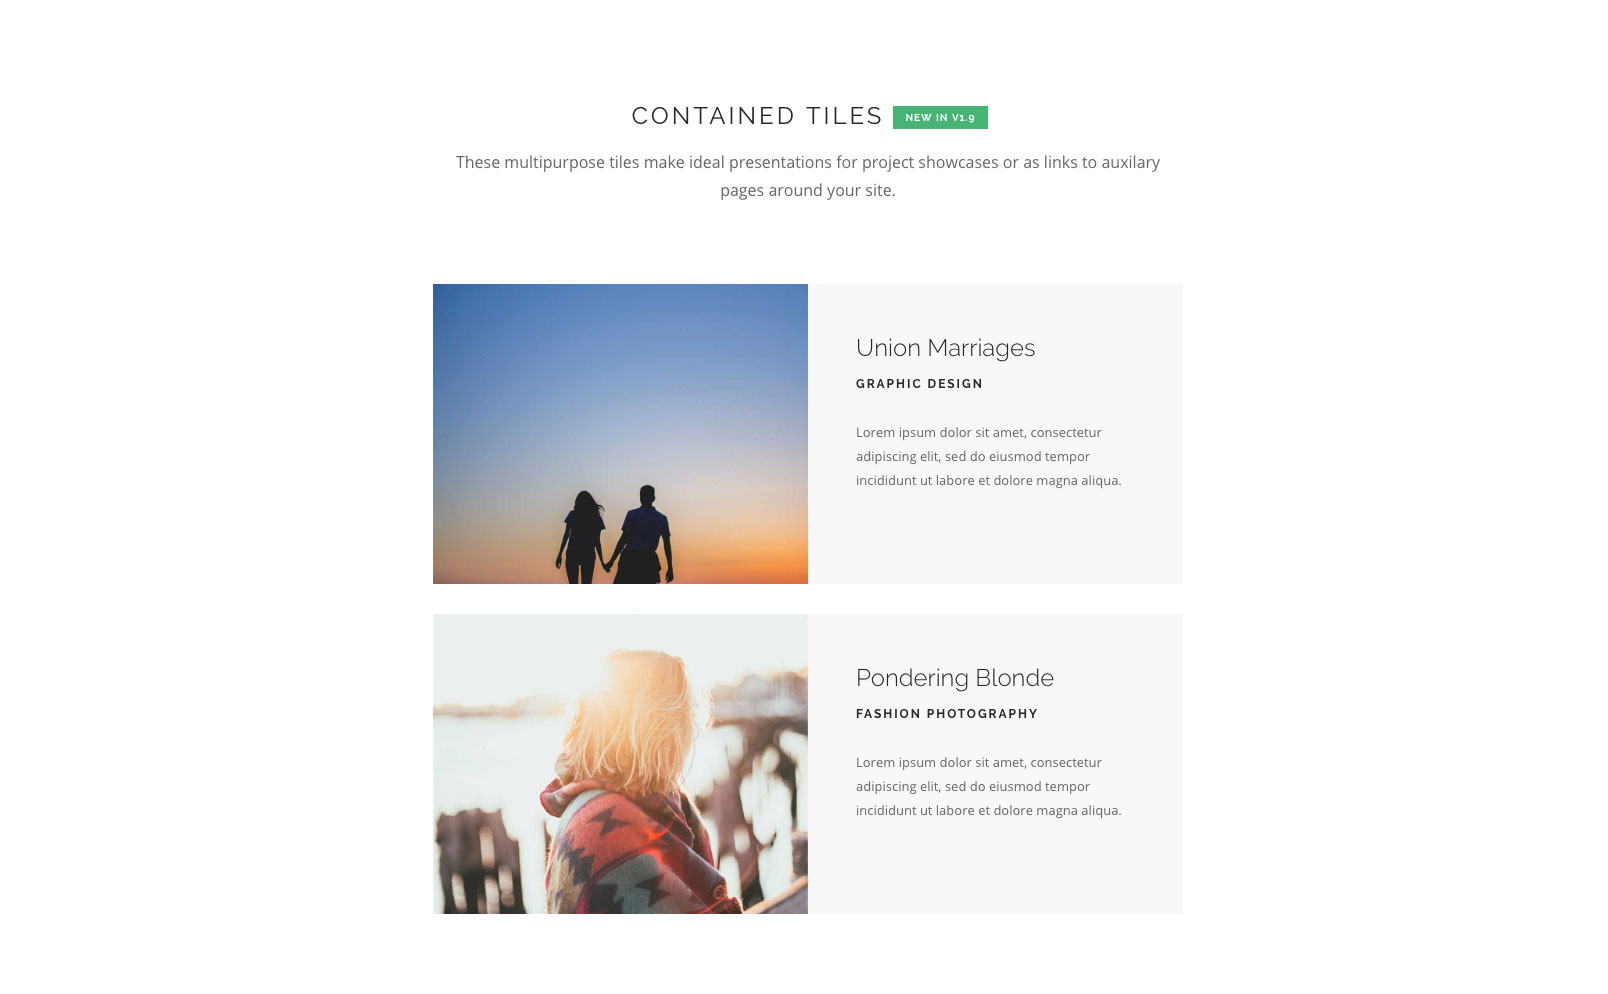 CONTAINED TILES NEW IN V1.9
These multipurpose tiles make ideal presentations for project showcases or as links to auxilary
pages around your site.
Union Marriages
GRAPHIC DESIGN
Lorem ipsum dolor sit amet, consectetur
adipiscing elit, sed do eiusmod tempor
incididunt ut labore et dolore magna aliqua.
Pondering Blonde
FASHION PHOTOGRAPHY
Lorem ipsum dolor sit amet, consectetur
adipiscing elit, sed do eiusmod tempor
incididunt ut labore et dolore magna aliqua.